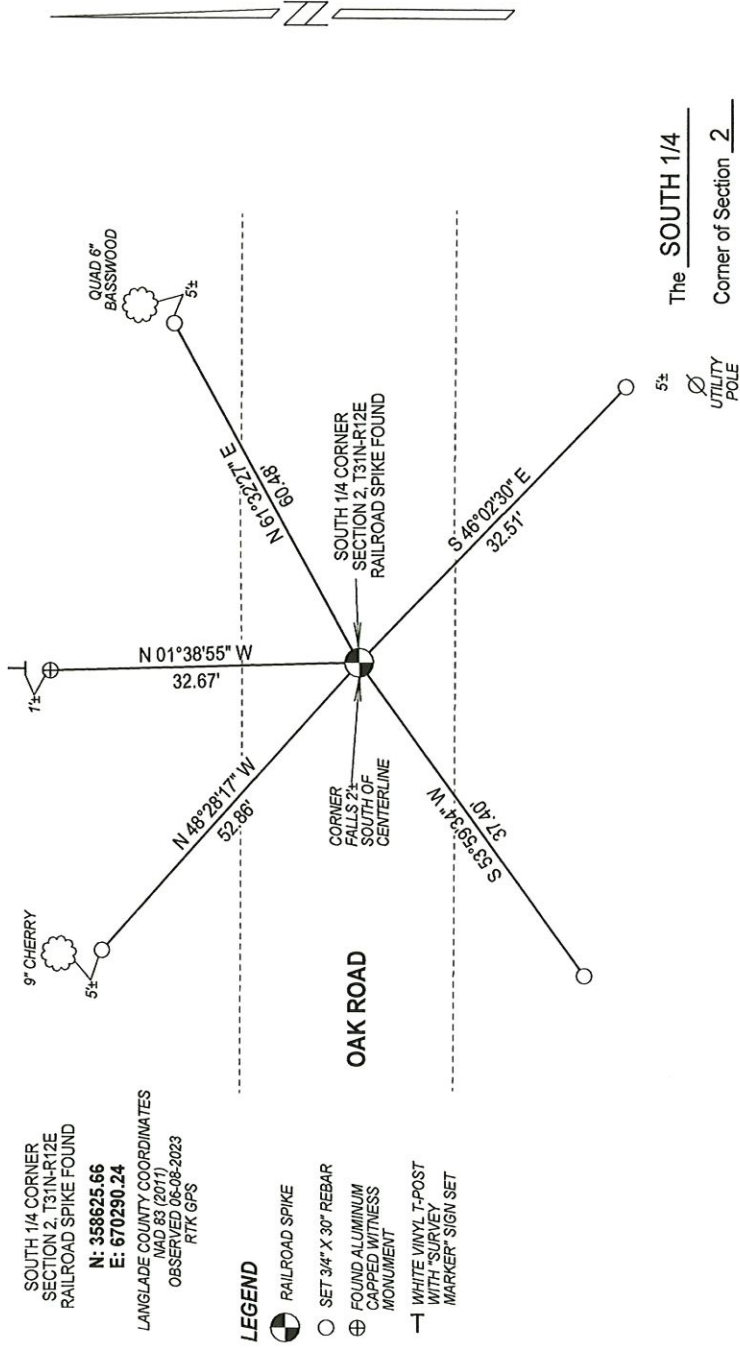 SOUTH 1/4 CORNER
SECTION 2, T31N-R12E
RAILROAD SPIKE FOUND
N: 358625.66
E: 670290.24
LANGLADE COUNTY COORDINATES
NAD 83 (2011)
OBSERVED 06-08-2023
RTK GPS
LEGEND
RAILROAD SPIKE
SET 3/4" X 30" REBAR
FOUND ALUMINUM
CAPPED WITNESS
MONUMENT
WHITE VINYL T-POST
WITH "SURVEY
MARKER" SIGN SET
9" CHERRY
5'±
N 48°28'17" W
52.86'
1'±
N 01°38'55" W
32.67'
QUAD 6"
BASSWOOD
5'±
N 61°32'27" E
60.48'
CORNER
FALLS 2'±
SOUTH OF
CENTERLINE
SOUTH 1/4 CORNER
SECTION 2, T31N-R12E
RAILROAD SPIKE FOUND
OAK ROAD
S 53°59'34" W
37.40'
S 46°02'30" E
32.51'
5'±
UTILITY
POLE
N
The SOUTH 1/4
Corner of Section 2